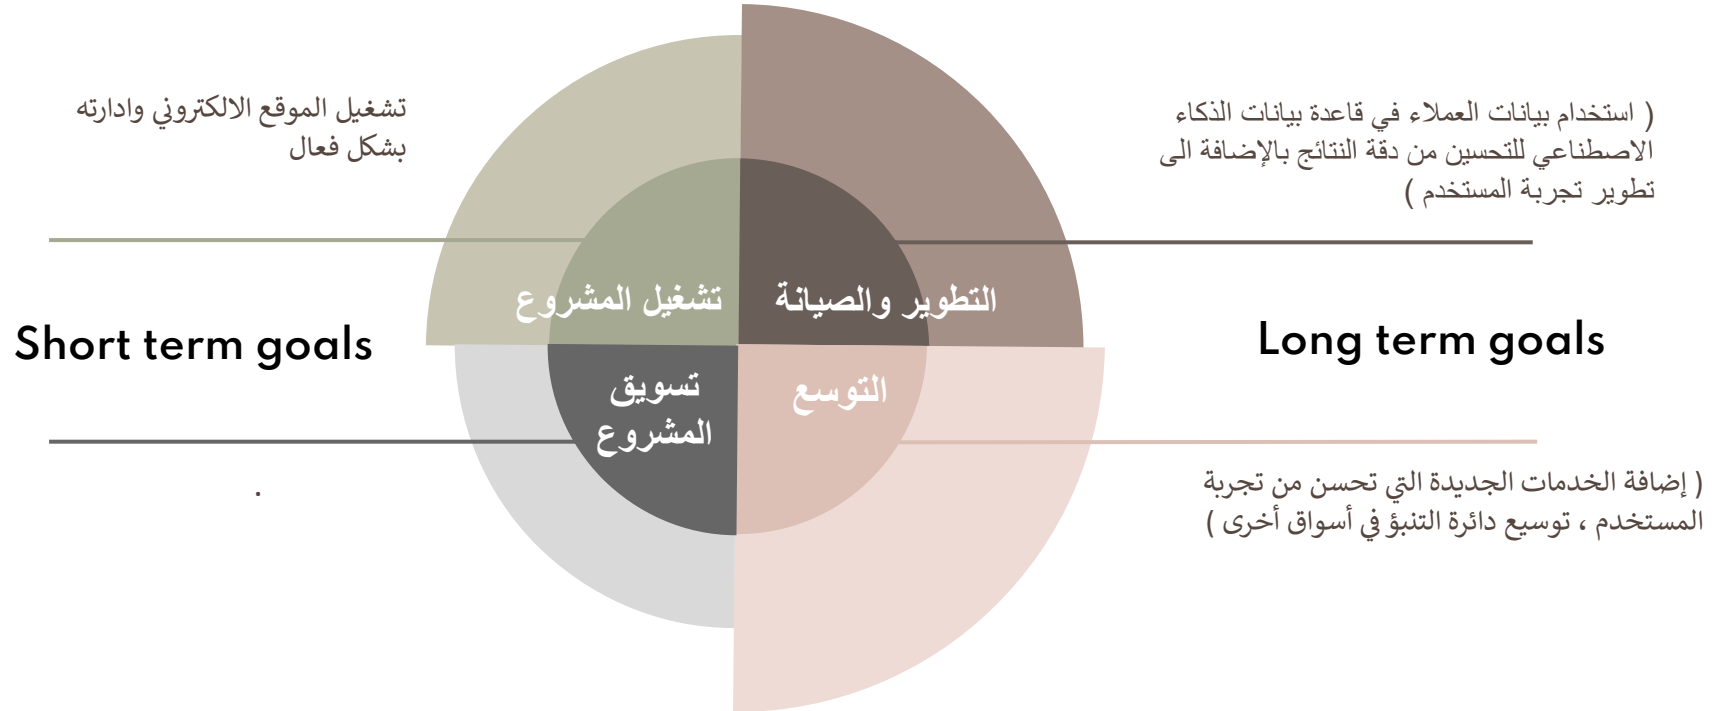 تشغيل الموقع الالكتروني وادارته
بشكل فعال
Short term goals
.
تشغيل المشروع
تسويق
المشروع
التطوير والصيانة
التوسع
( استخدام بيانات العملاء في قاعدة بيانات الذكاء
الاصطناعي للتحسين من دقة النتائج بالإضافة الى
تطوير تجربة المستخدم )
Long term goals
( إضافة الخدمات الجديدة التي تحسن من تجربة
المستخدم ، توسيع دائرة التنبؤ في أسواق أخرى )